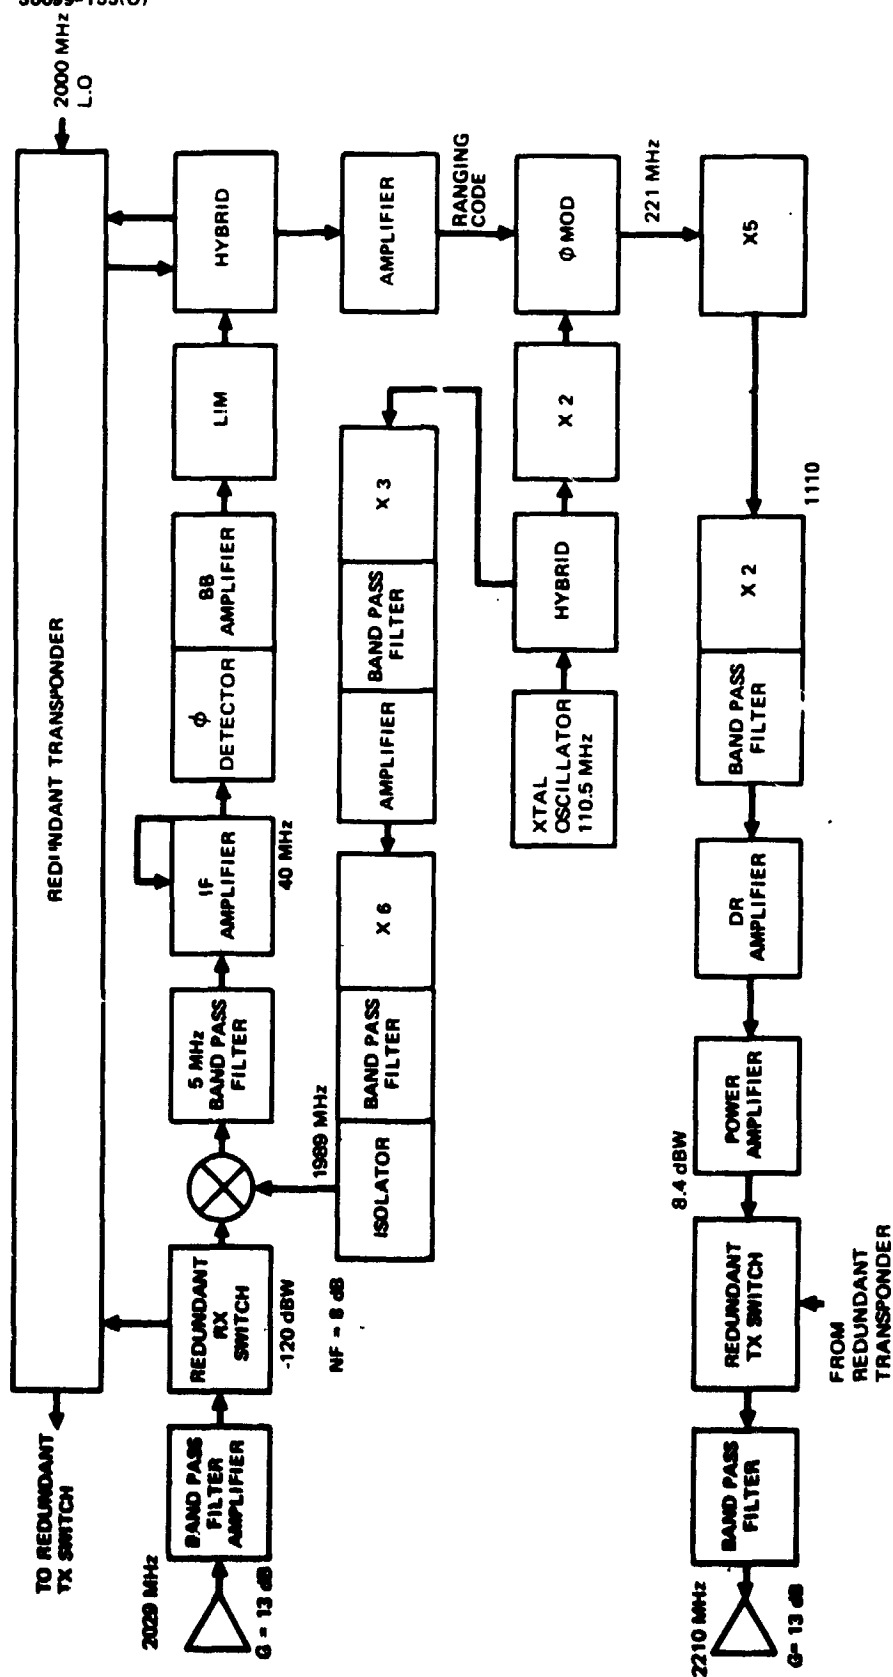 2000 MHz
L.O
REDUNDANT TRANSPONDER
TO REDUNDANT
TX SWITCH
2029 MHz
G = 13 dB
BAND PASS
FILTER
AMPLIFIER
REDUNDANT
RX
SWITCH
-120 dBW
NF = 8 dB
5 MHz
BAND PASS
FILTER
IF
AMPLIFIER
40 MHz
φ
DETECTOR
BB
AMPLIFIER
LIM
HYBRID
AMPLIFIER
RANGING
CODE
1989 MHz
ISOLATOR
BAND PASS
FILTER
X 6
AMPLIFIER
BAND PASS
FILTER
X 3
XTAL
OSCILLATOR
110.5 MHz
HYBRID
X 2
φ MOD
221 MHz
X5
1110
X 2
BAND PASS
FILTER
DR
AMPLIFIER
POWER
AMPLIFIER
8.4 dBW
REDUNDANT
TX SWITCH
FROM
REDUNDANT
TRANSPONDER
BAND PASS
FILTER
2210 MHz
G= 13 dB